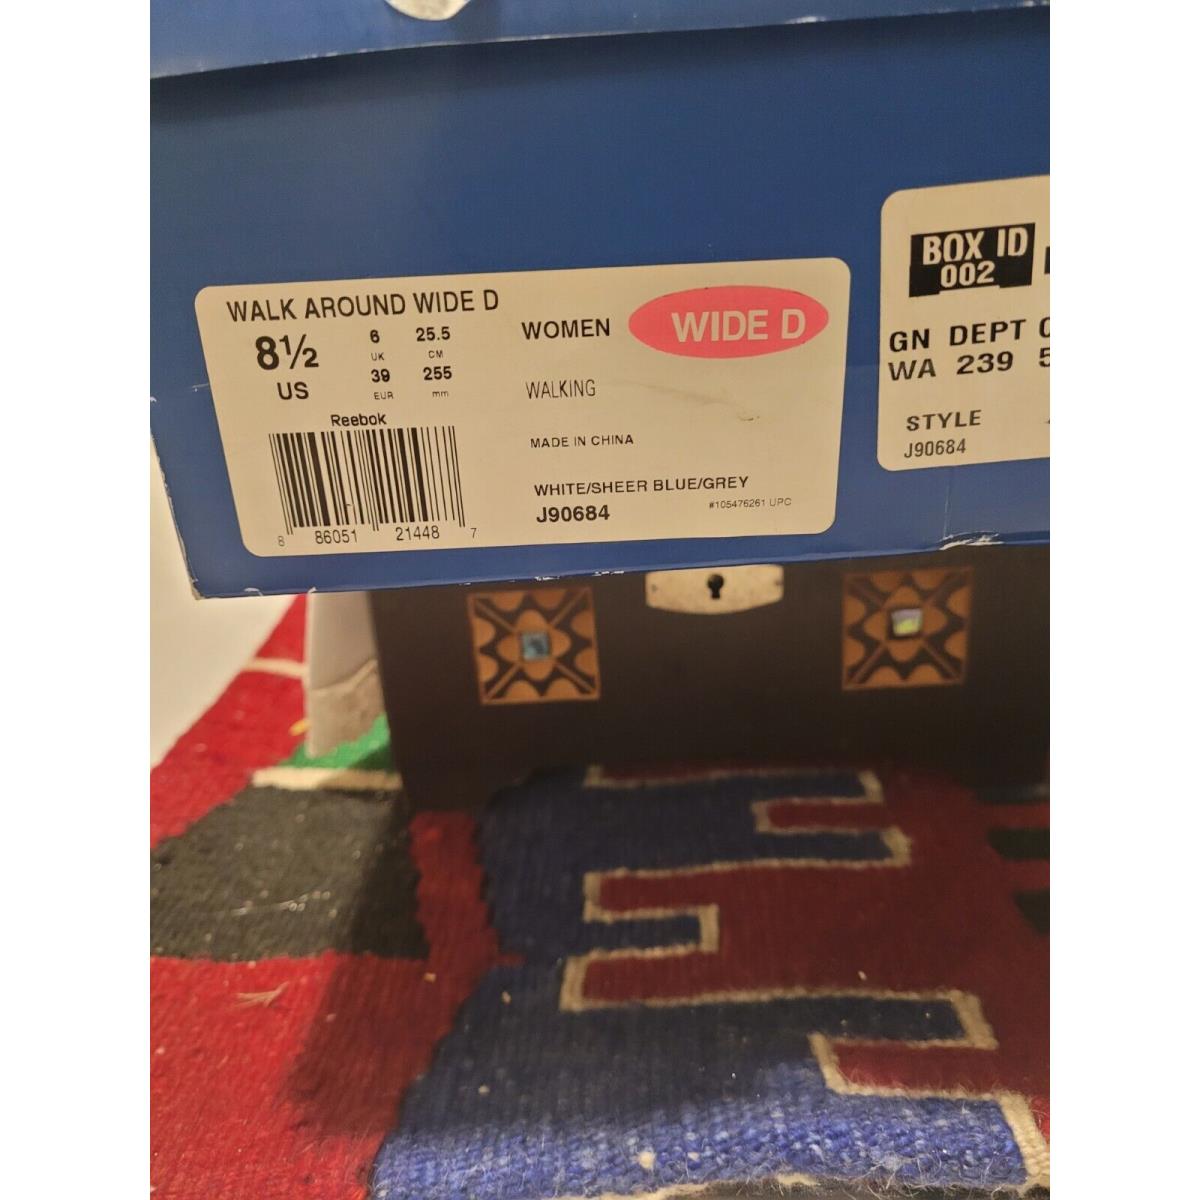 WALK AROUND WIDE D
8½
US
6
UK
39
EUR
25.5
CM
255
mm
WOMEN
WIDE D
WALKING
Reebok
MADE IN CHINA
WHITE/SHEER BLUE/GREY
J90684
#105476261 UPC
8 86051 21448 7
BOX ID
002
GN DEPT
WA 239
STYLE
J90684